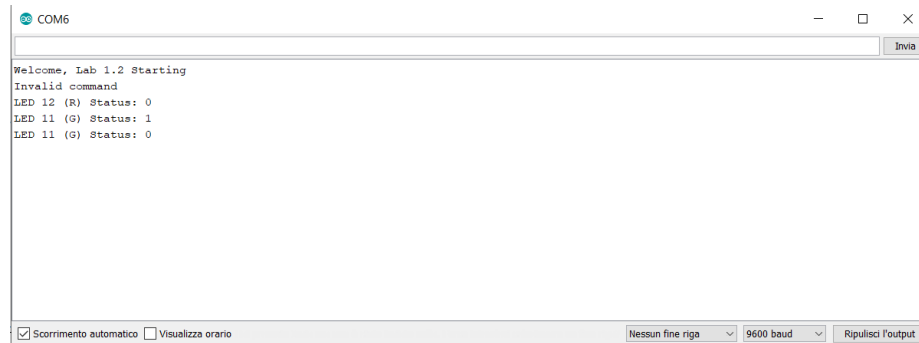 COM6
Invia
Welcome, Lab 1.2 Starting
Invalid command
LED 12 (R) Status: 0
LED 11 (G) Status: 1
LED 11 (G) Status: 0
Scorrimento automatico Visualizza orario Nessun fine riga 9600 baud Ripulisci l'output